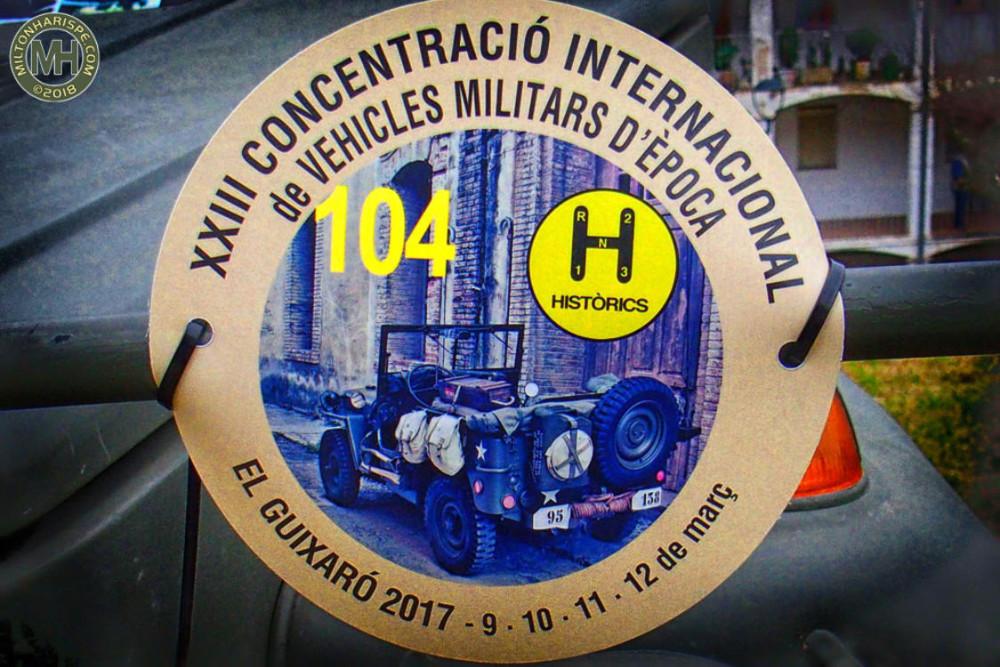 MILTONHARISPE.COM
MH
©2018
XXIII CONCENTRACIÓ INTERNACIONAL
de VEHICLES MILITARS D'ÈPOCA
104
R 2
N
1 3
HISTÒRICS
95
138
EL GUIXARÓ 2017 - 9 · 10 · 11 · 12 de març